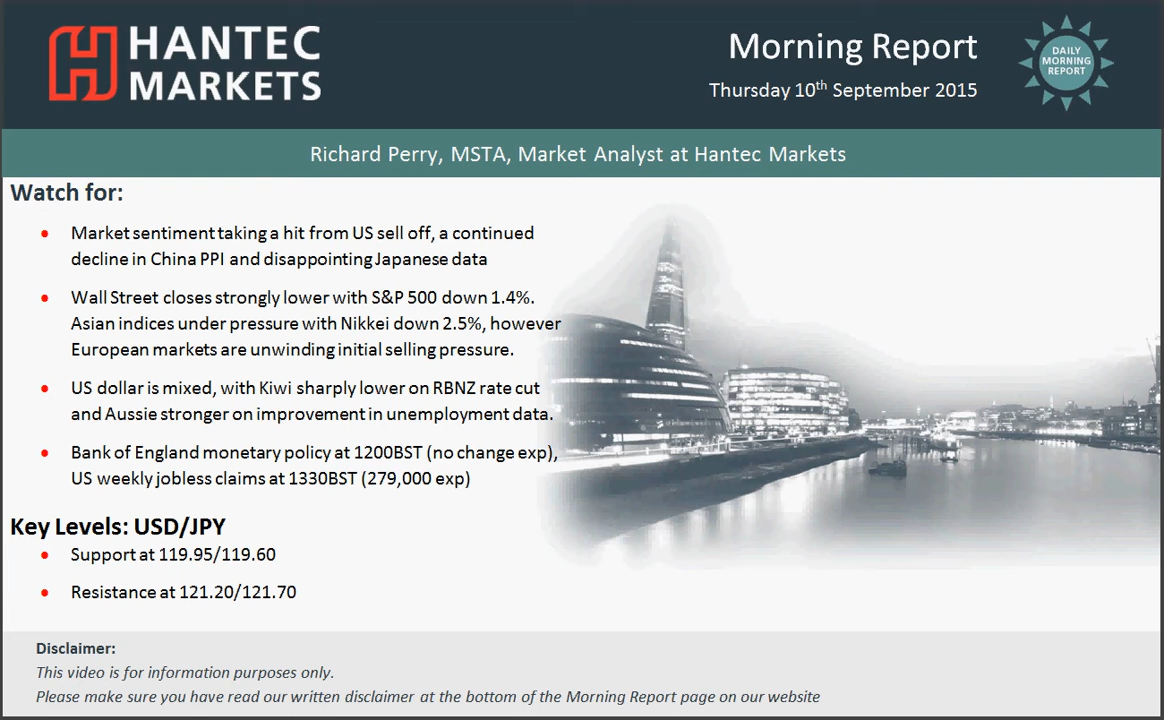 HANTEC
MARKETS
Morning Report
Thursday 10th September 2015
DAILY
MORNING
REPORT
Richard Perry, MSTA, Market Analyst at Hantec Markets
Watch for:
• Market sentiment taking a hit from US sell off, a continued
decline in China PPI and disappointing Japanese data
• Wall Street closes strongly lower with S&P 500 down 1.4%.
Asian indices under pressure with Nikkei down 2.5%, however
European markets are unwinding initial selling pressure.
• US dollar is mixed, with Kiwi sharply lower on RBNZ rate cut
and Aussie stronger on improvement in unemployment data.
• Bank of England monetary policy at 1200BST (no change exp),
US weekly jobless claims at 1330BST (279,000 exp)
Key Levels: USD/JPY
• Support at 119.95/119.60
• Resistance at 121.20/121.70
Disclaimer:
This video is for information purposes only.
Please make sure you have read our written disclaimer at the bottom of the Morning Report page on our website